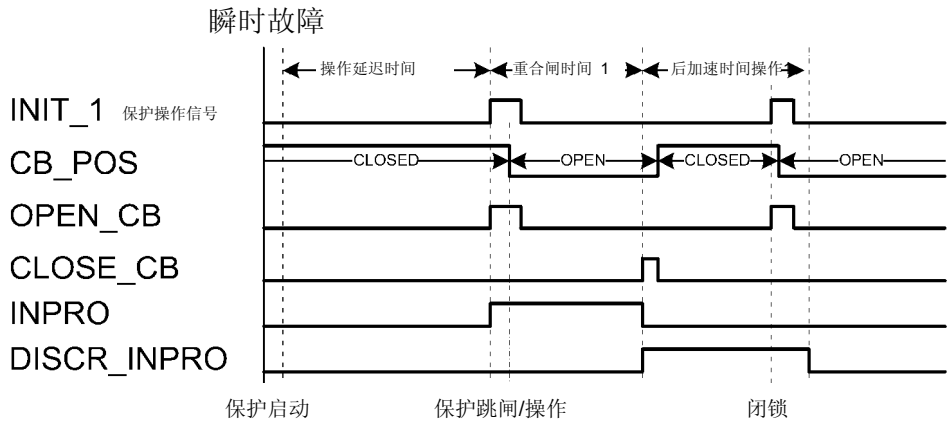 瞬时故障
操作延迟时间 重合闸时间 1 后加速时间操作
INIT_1 保护操作信号
CB_POS CLOSED OPEN CLOSED OPEN
OPEN_CB
CLOSE_CB
INPRO
DISCR_INPRO
保护启动 保护跳闸/操作 闭锁